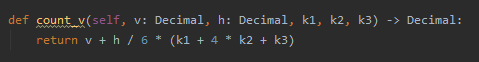 def count_v(self, v: Decimal, h: Decimal, k1, k2, k3) -> Decimal:
return v + h / 6 * (k1 + 4 * k2 + k3)